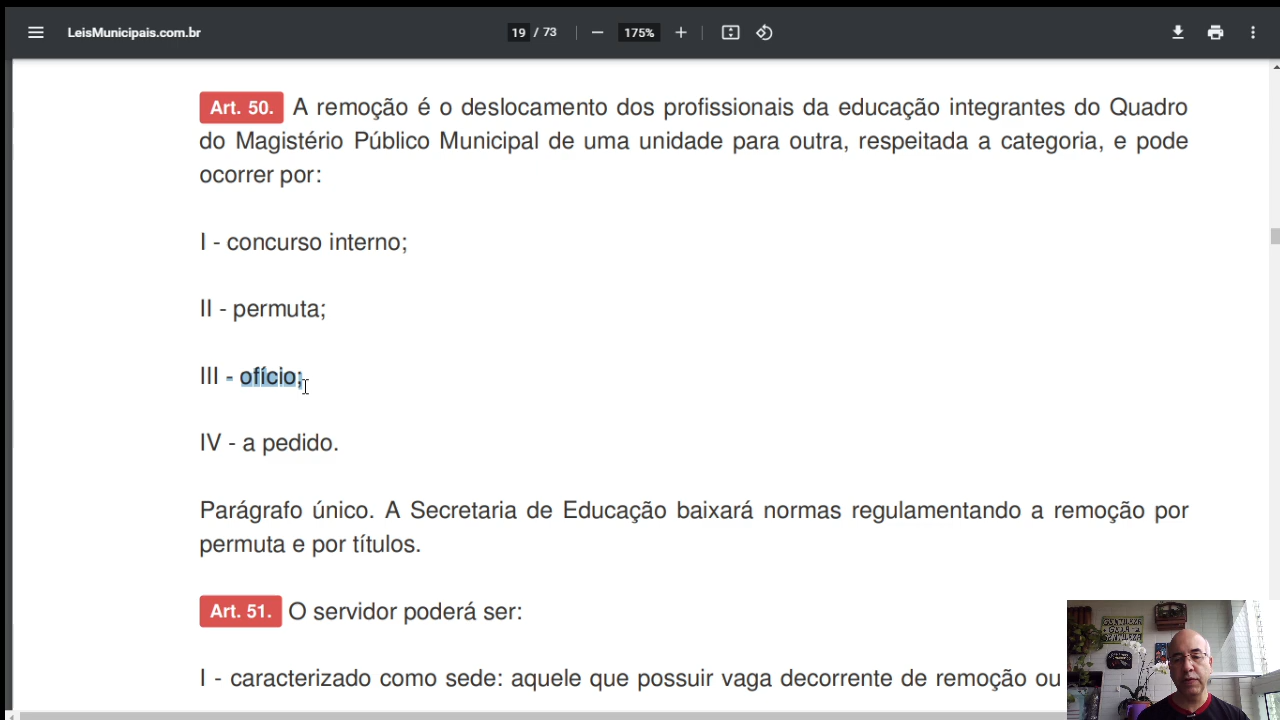 LeisMunicipais.com.br
19 / 73
175%
Art. 50. A remoção é o deslocamento dos profissionais da educação integrantes do Quadro
do Magistério Público Municipal de uma unidade para outra, respeitada a categoria, e pode
ocorrer por:
I - concurso interno;
II - permuta;
III - ofício;
IV - a pedido.
Parágrafo único. A Secretaria de Educação baixará normas regulamentando a remoção por
permuta e por títulos.
Art. 51. O servidor poderá ser:
I - caracterizado como sede: aquele que possuir vaga decorrente de remoção ou